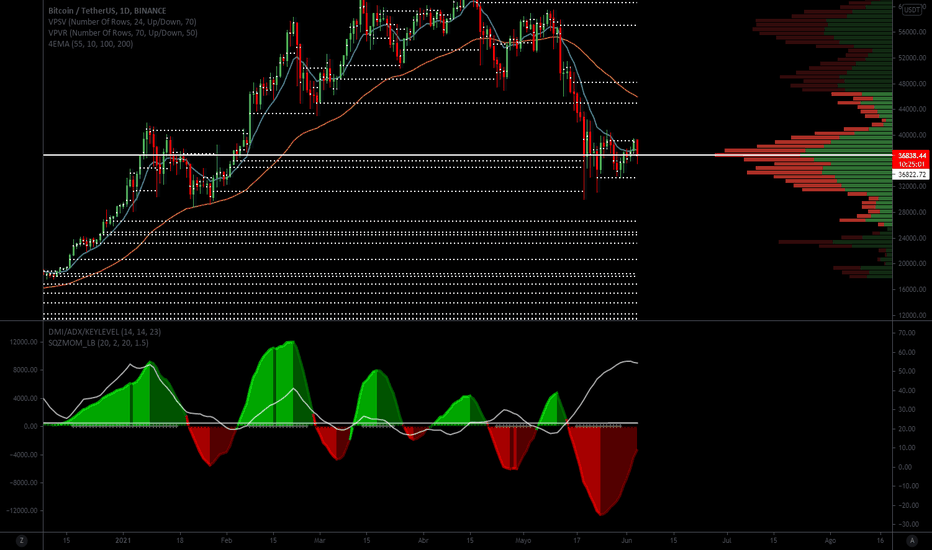 Bitcoin / TetherUS, 1D, BINANCE
VPSV (Number Of Rows, 24, Up/Down, 70)
VPVR (Number Of Rows, 70, Up/Down, 50)
4EMA (55, 10, 100, 200)
USDT
56000.00
52000.00
48000.00
44000.00
40000.00
36838.44
10:25:01
36822.72
32000.00
28000.00
24000.00
20000.00
16000.00
12000.00
DMI/ADX/KEYLEVEL (14, 14, 23)
SQZMOM_LB (20, 2, 20, 1.5)
12000.00
8000.00
4000.00
0.00
-4000.00
-8000.00
-12000.00
70.00
60.00
50.00
40.00
30.00
20.00
10.00
0.00
-10.00
-20.00
-30.00
Z
15
2021
18
Feb
15
Mar
15
Abr
15
Mayo
17
Jun
15
Jul
15
Ago
16
A